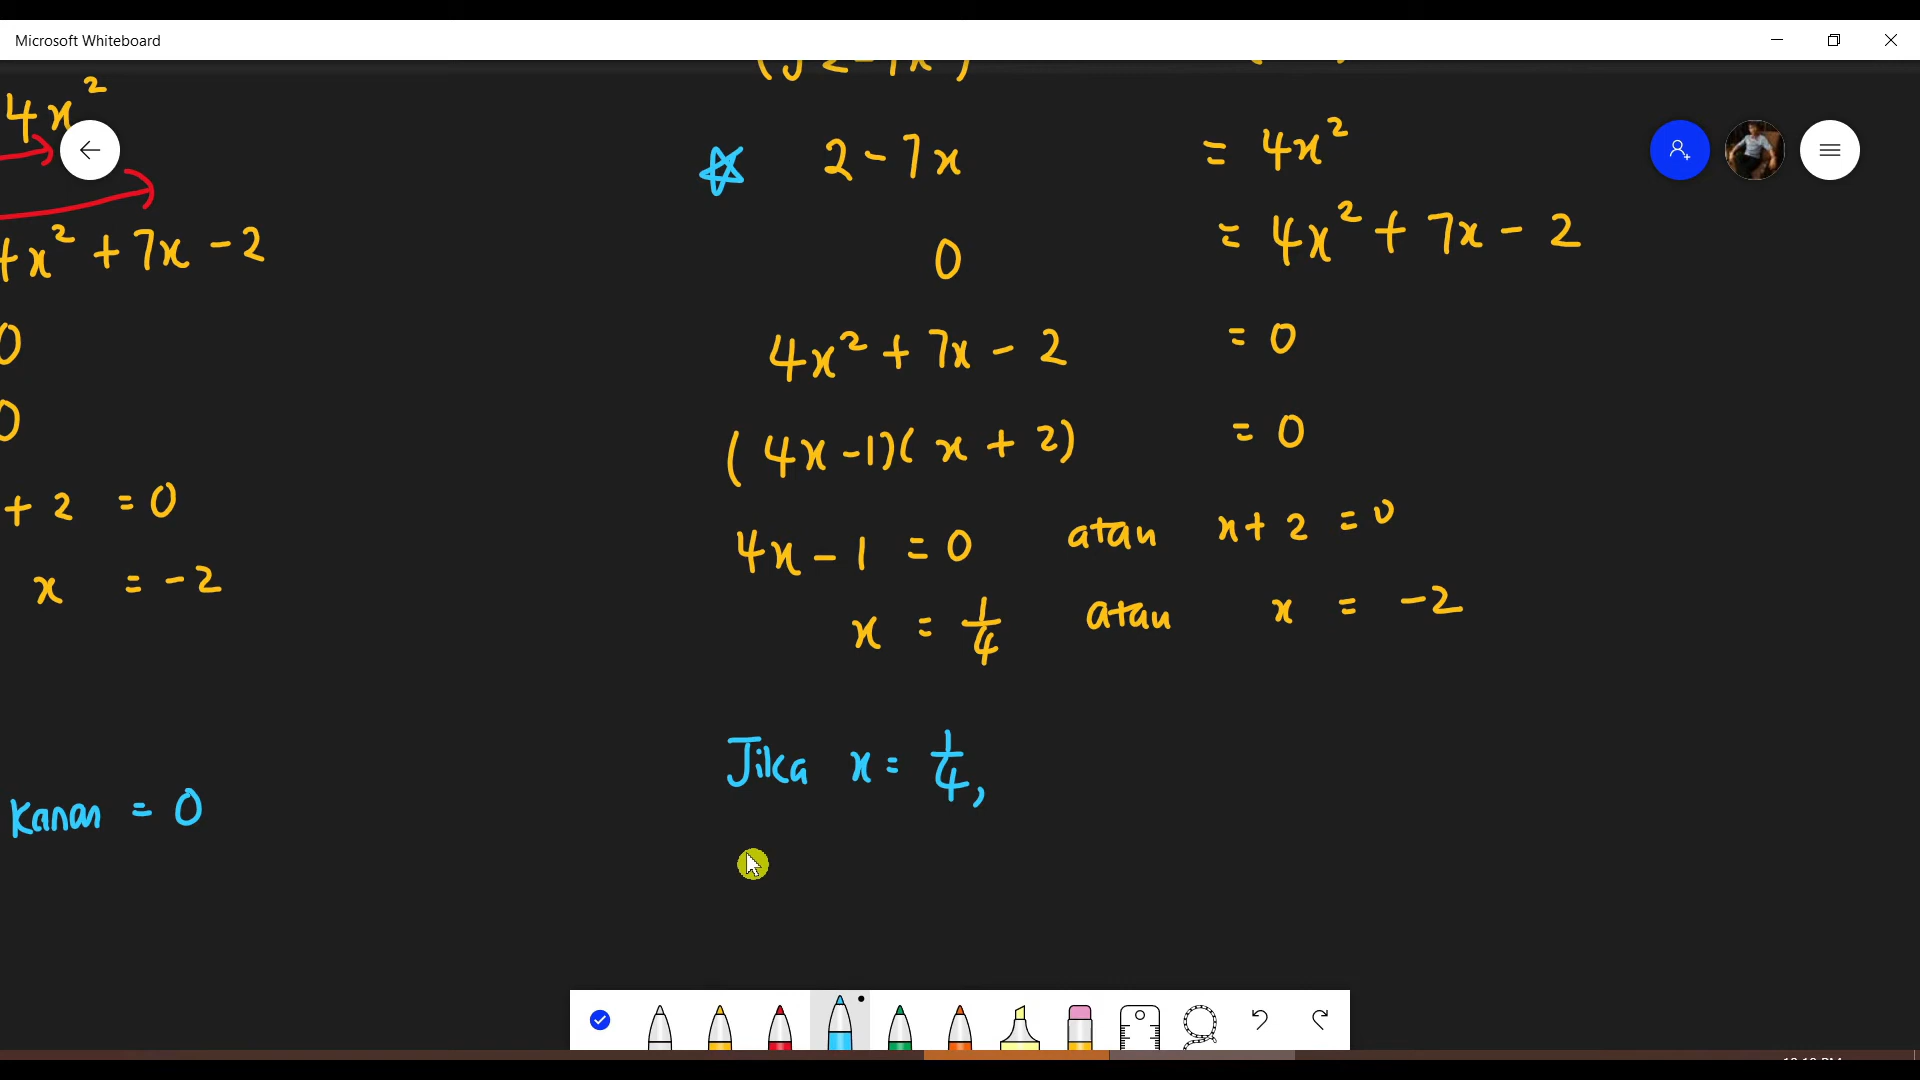 Microsoft Whiteboard
4x²
4x² + 7x - 2
0
0
+ 2 = 0
x = -2
Kanan = 0
2 - 7x = 4x²
0 = 4x² + 7x - 2
4x² + 7x - 2 = 0
(4x - 1)(x + 2) = 0
4x - 1 = 0 atau x + 2 = 0
x = 1/4 atau x = -2
Jika x = 1/4,